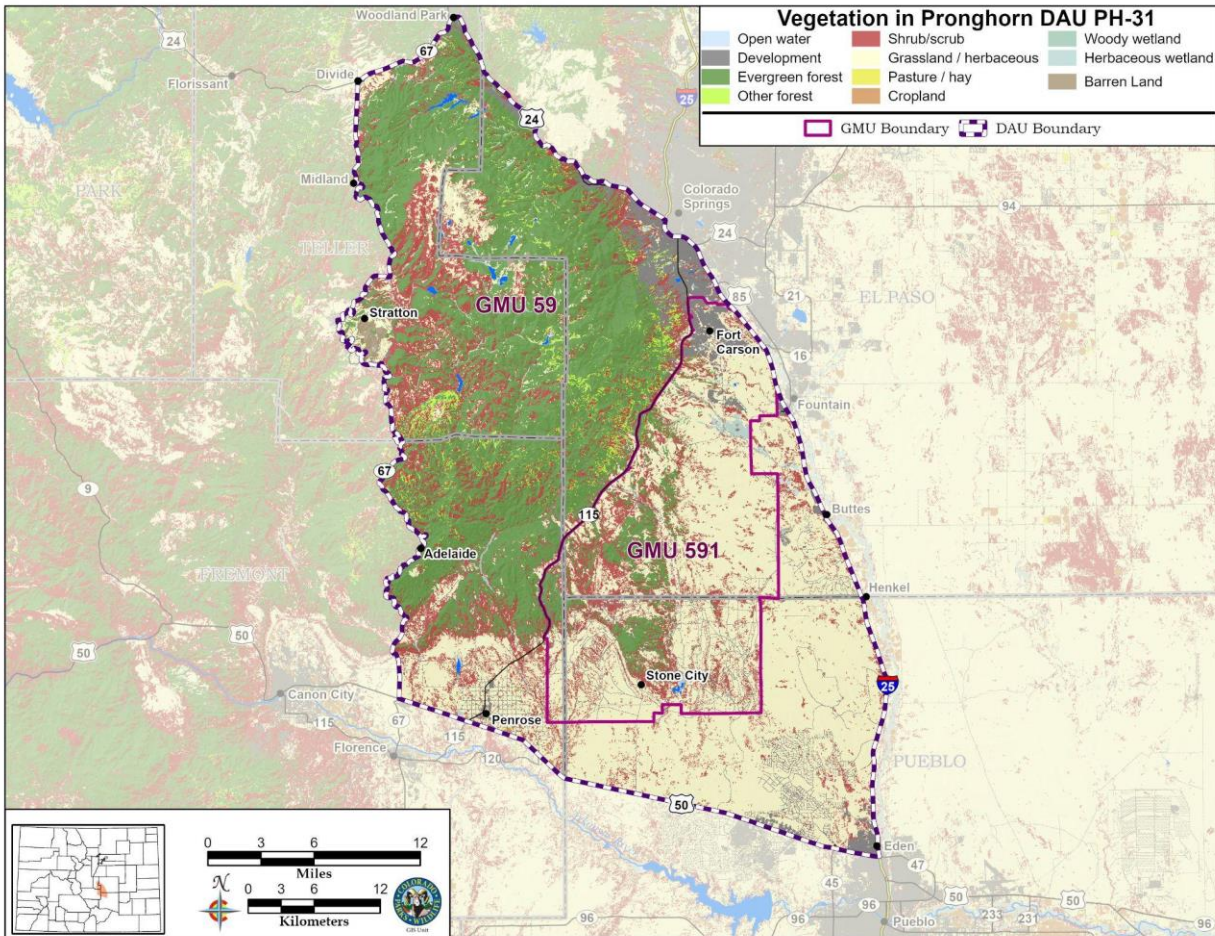 Vegetation in Pronghorn DAU PH-31
Open water
Development
Evergreen forest
Other forest
Shrub/scrub
Grassland / herbaceous
Pasture / hay
Cropland
Woody wetland
Herbaceous wetland
Barren Land
GMU Boundary
DAU Boundary
Woodland Park
67
24
Florissant
Divide
25
24
Midland
PARK
Colorado
Springs
94
24
TELLER
85
21
EL PASO
GMU 59
Stratton
Fort
Carson
16
Fountain
67
9
115
Buttes
GMU 591
Adelaide
FREMONT
Henkel
50
50
Stone City
25
Canon City
Penrose
115
67
115
Florence
120
PUEBLO
50
Eden
47
45
96
Pueblo
233
231
96
96
96
0 3 6 12
Miles
0 3 6 12
Kilometers
N
COLORADO
PARKS
WILDLIFE
GIS Unit